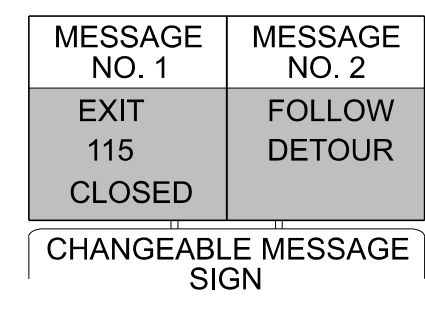 MESSAGE
NO. 1
MESSAGE
NO. 2
EXIT
115
CLOSED
FOLLOW
DETOUR
CHANGEABLE MESSAGE
SIGN